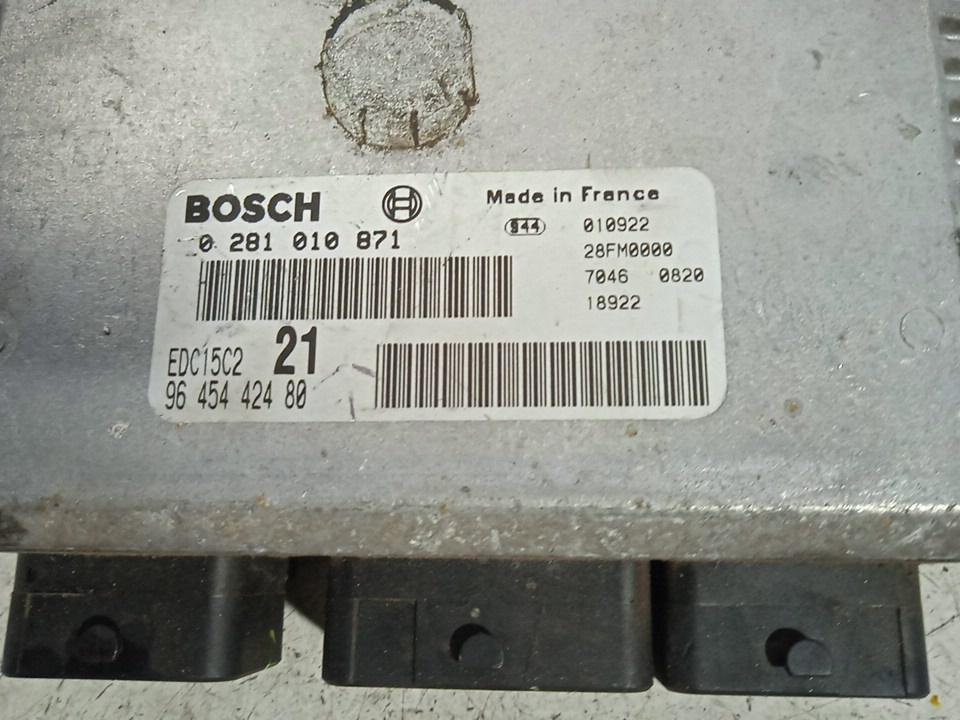 BOSCH
0 281 010 871
Made in France
944 010922
28FM0000
7046 0820
18922
EDC15C2 21
96 454 424 80